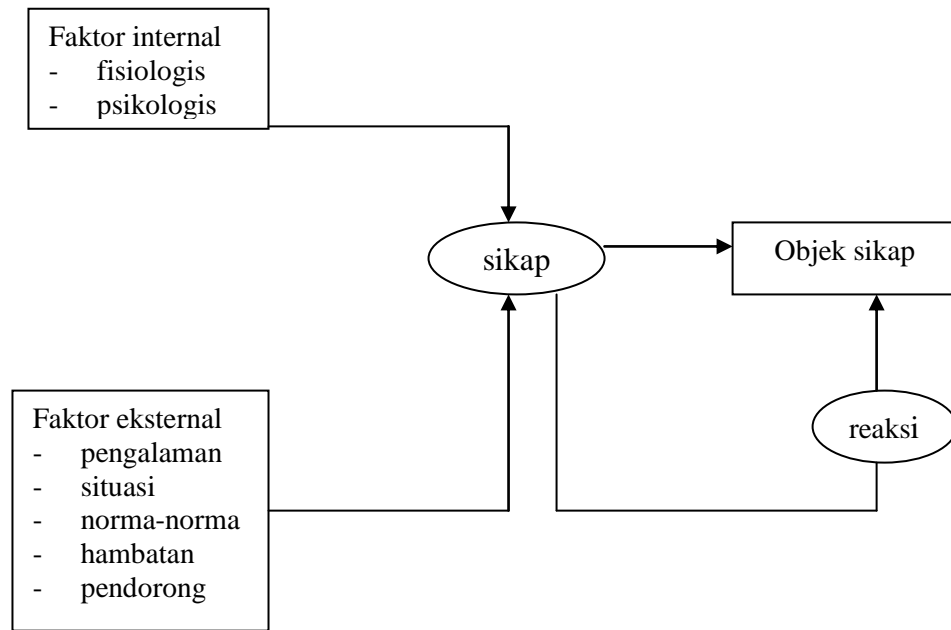 Faktor internal
- fisiologis
- psikologis
sikap
Objek sikap
Faktor eksternal
- pengalaman
- situasi
- norma-norma
- hambatan
- pendorong
reaksi